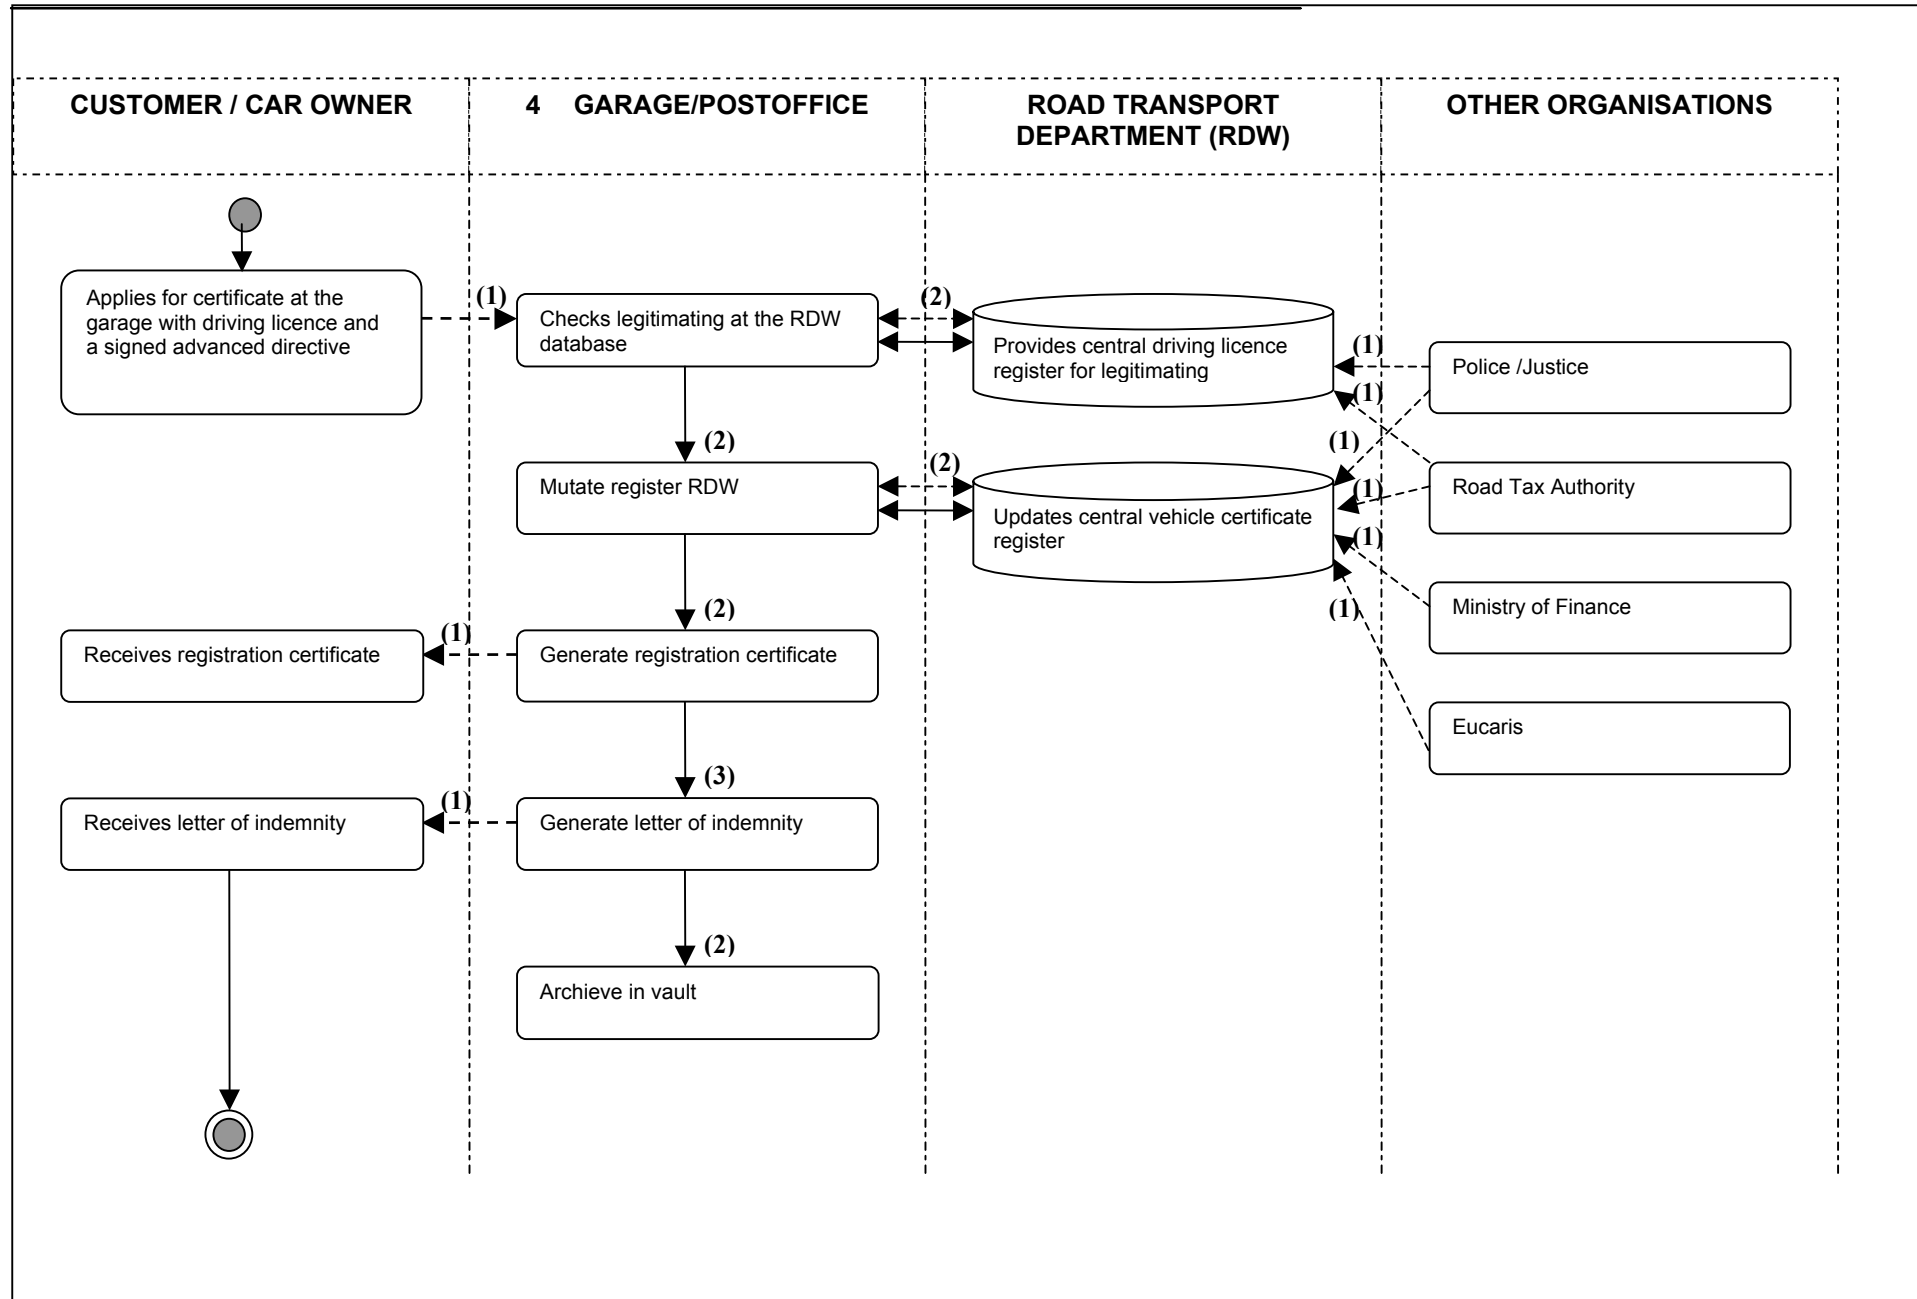 CUSTOMER / CAR OWNER
4 GARAGE/POSTOFFICE
ROAD TRANSPORT
DEPARTMENT (RDW)
OTHER ORGANISATIONS
Applies for certificate at the
garage with driving licence and
a signed advanced directive
(1)
Checks legitimating at the RDW
database
(2)
Provides central driving licence
register for legitimating
(1)
Police /Justice
(1)
(2)
(1)
Mutate register RDW
(2)
Updates central vehicle certificate
register
(1)
Road Tax Authority
(1)
(2)
(1)
Ministry of Finance
Receives registration certificate
(1)
Generate registration certificate
Eucaris
(3)
Receives letter of indemnity
(1)
Generate letter of indemnity
(2)
Archieve in vault